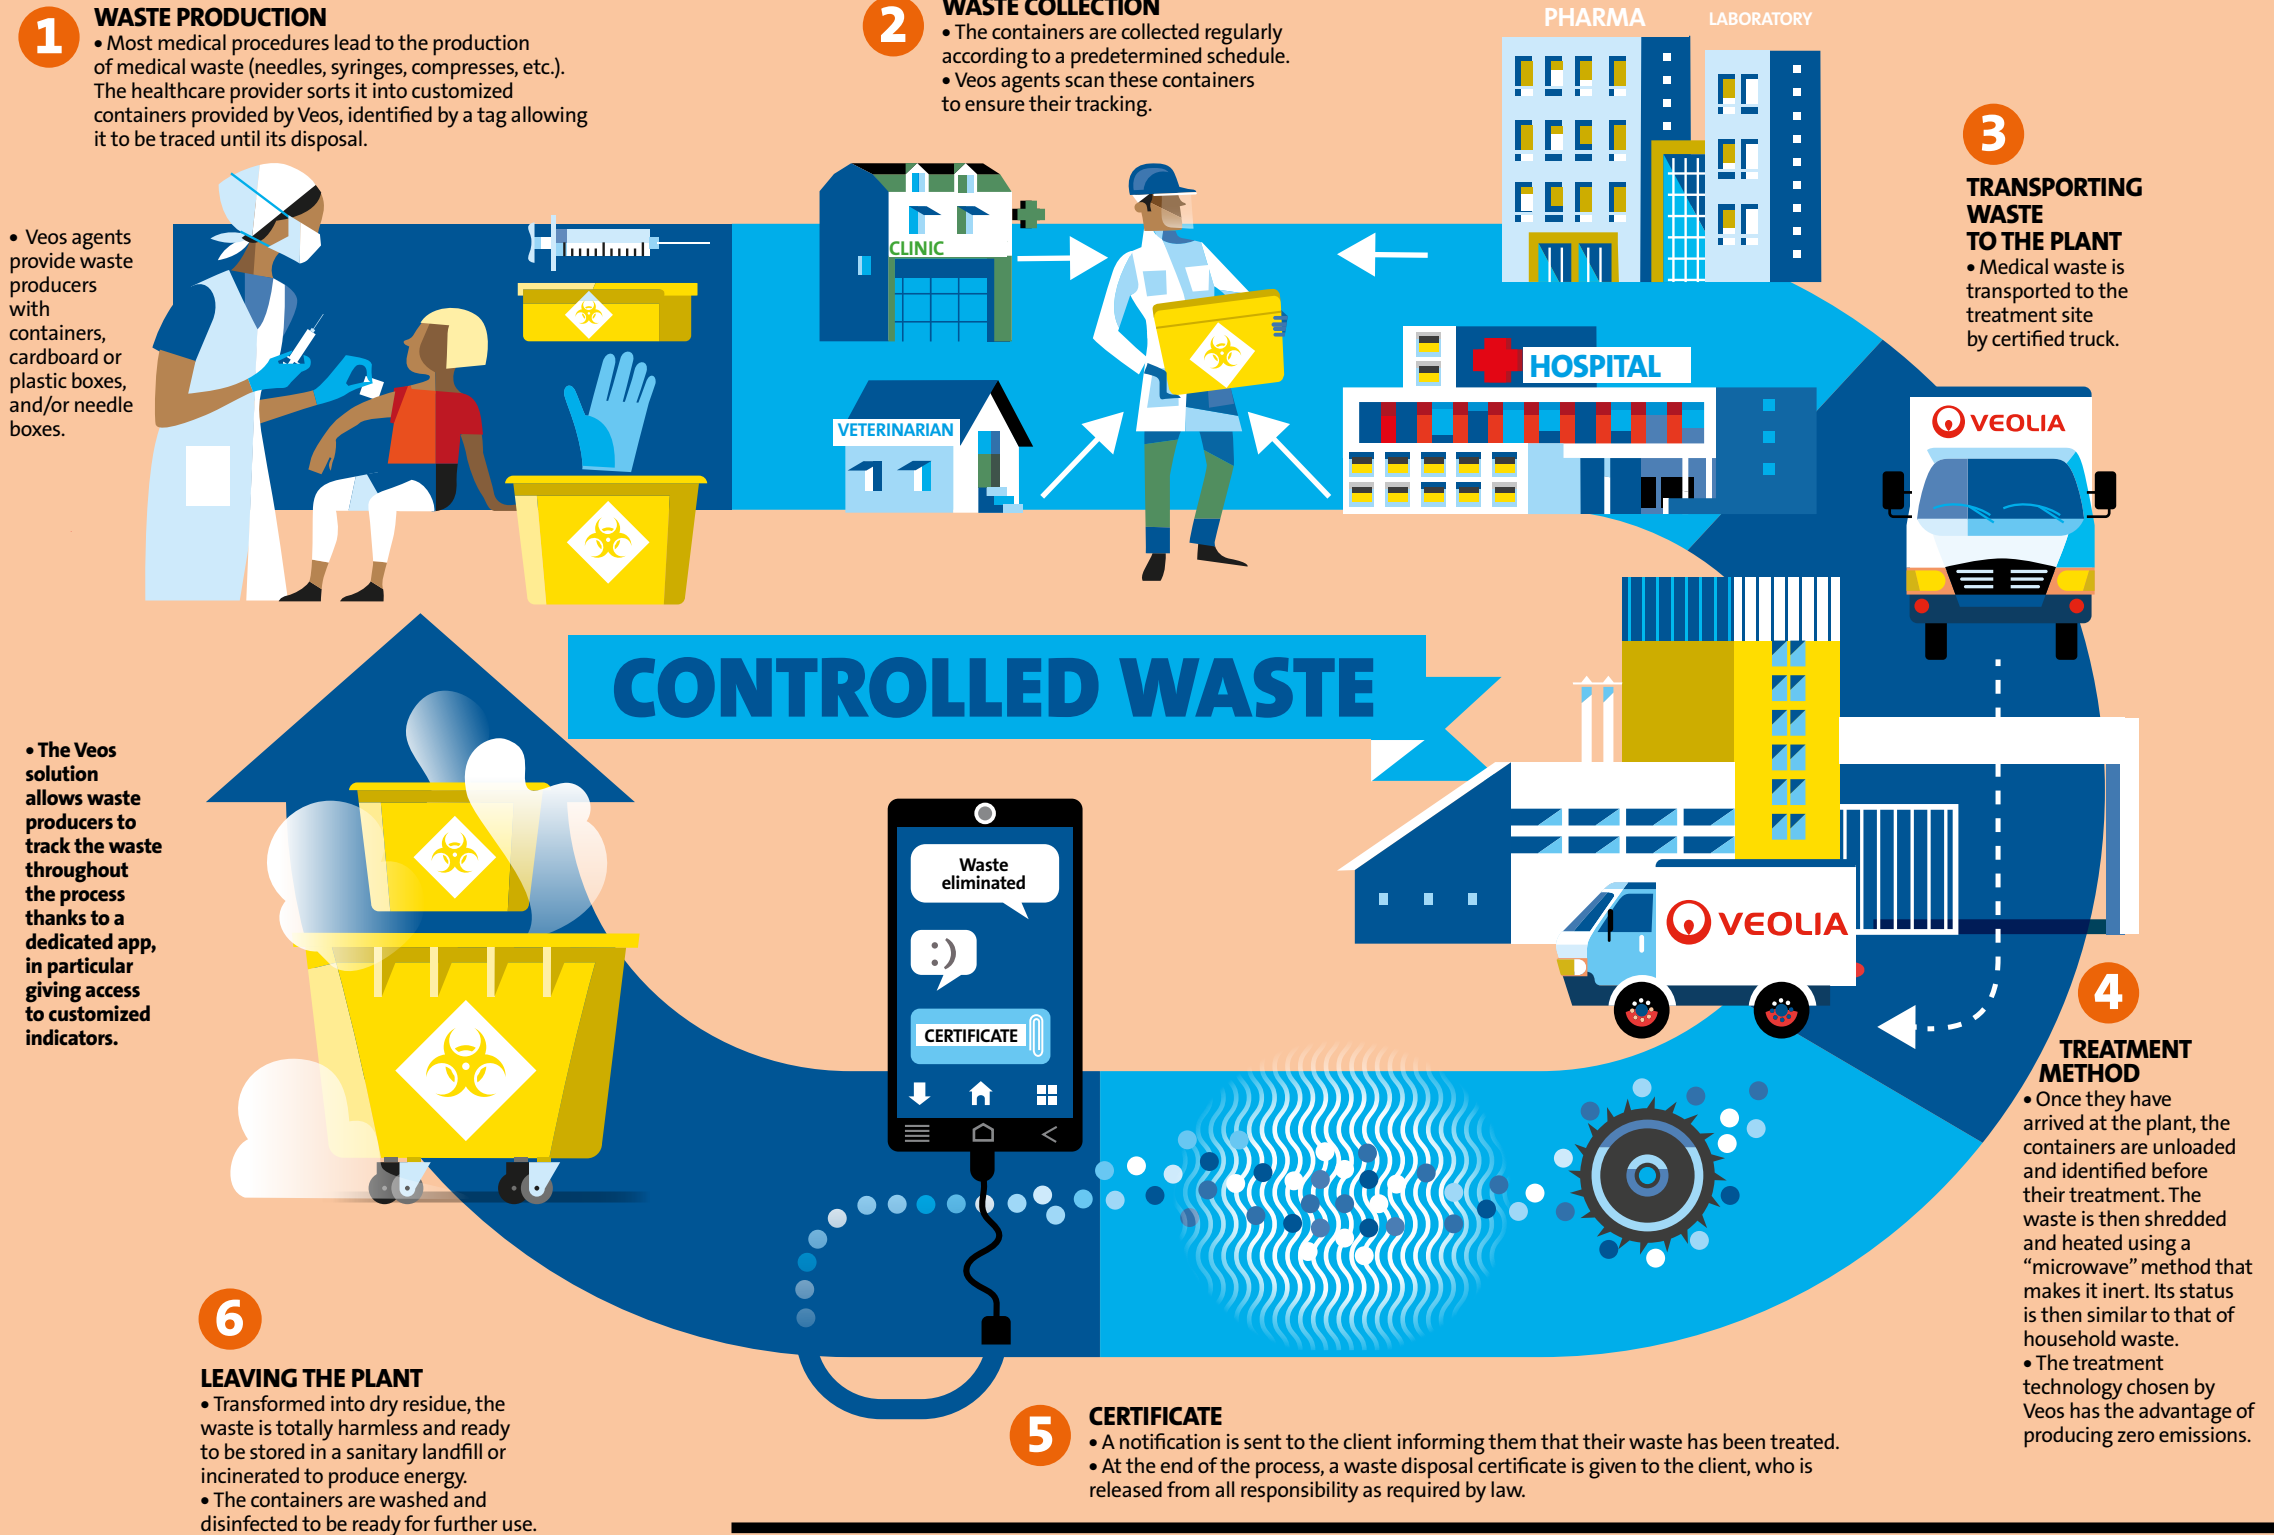 1
WASTE PRODUCTION
• Most medical procedures lead to the production
of medical waste (needles, syringes, compresses, etc.).
The healthcare provider sorts it into customized
containers provided by Veos, identified by a tag allowing
it to be traced until its disposal.
• Veos agents
provide waste
producers
with
containers,
cardboard or
plastic boxes,
and/or needle
boxes.
2
WASTE COLLECTION
• The containers are collected regularly
according to a predetermined schedule.
• Veos agents scan these containers
to ensure their tracking.
CLINIC
VETERINARIAN
PHARMA
LABORATORY
HOSPITAL
3
TRANSPORTING
WASTE
TO THE PLANT
• Medical waste is
transported to the
treatment site
by certified truck.
VEOLIA
CONTROLLED WASTE
VEOLIA
4
TREATMENT
METHOD
• Once they have
arrived at the plant, the
containers are unloaded
and identified before
their treatment. The
waste is then shredded
and heated using a
“microwave” method that
makes it inert. Its status
is then similar to that of
household waste.
• The treatment
technology chosen by
Veos has the advantage of
producing zero emissions.
Waste
eliminated
:)
CERTIFICATE
5
CERTIFICATE
• A notification is sent to the client informing them that their waste has been treated.
• At the end of the process, a waste disposal certificate is given to the client, who is
released from all responsibility as required by law.
• The Veos
solution
allows waste
producers to
track the waste
throughout
the process
thanks to a
dedicated app,
in particular
giving access
to customized
indicators.
6
LEAVING THE PLANT
• Transformed into dry residue, the
waste is totally harmless and ready
to be stored in a sanitary landfill or
incinerated to produce energy.
• The containers are washed and
disinfected to be ready for further use.